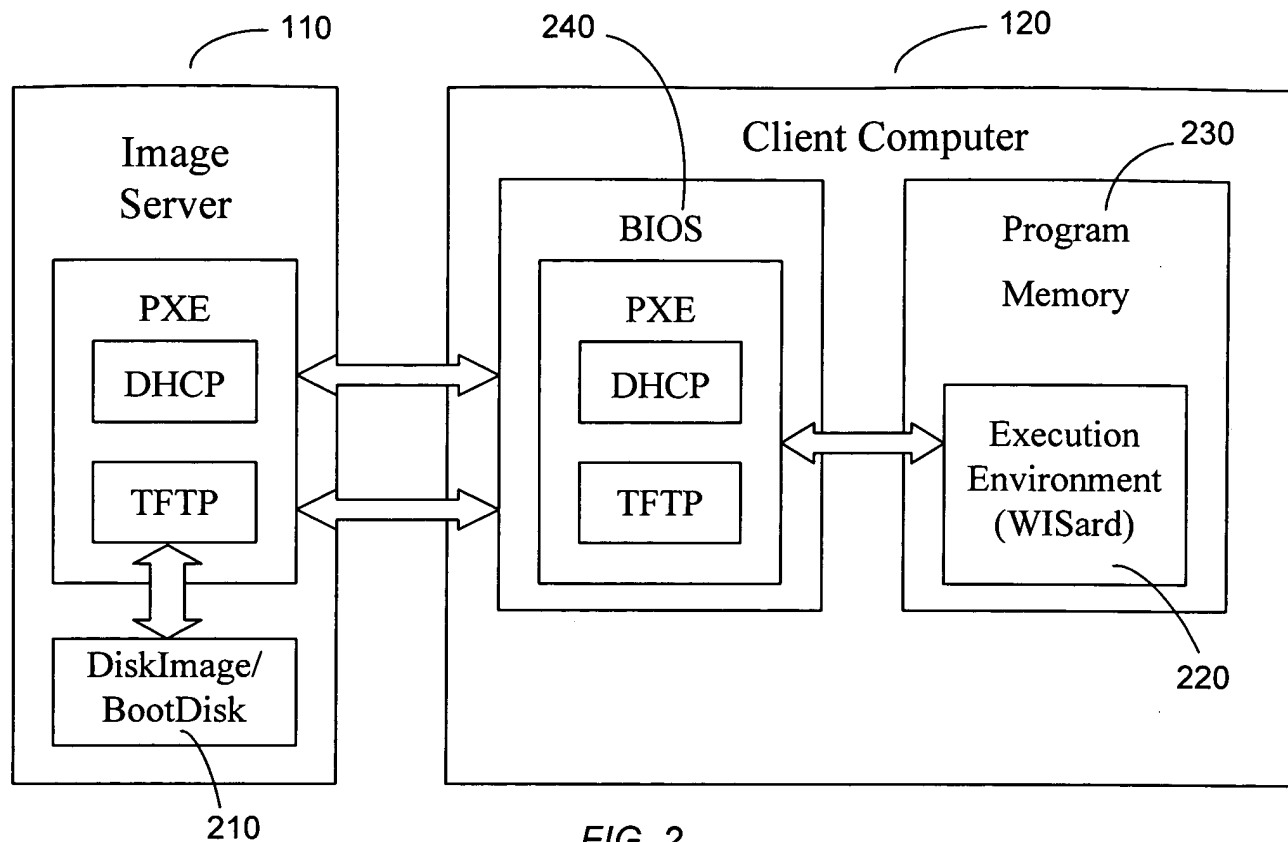 110
240
120
Image
Server
Client Computer
230
BIOS
Program
Memory
PXE
PXE
DHCP
DHCP
TFTP
TFTP
Execution
Environment
(WISard)
DiskImage/
BootDisk
220
210
FIG. 2